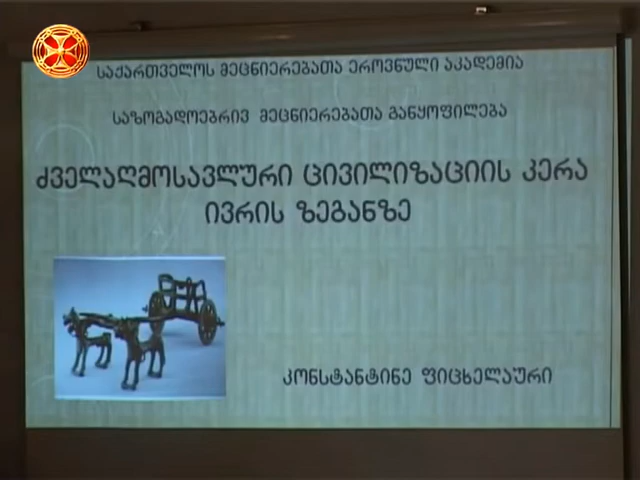 საქართველოს მეცნიერებათა ეროვნული აკადემია
საზოგადოებრივ მეცნიერებათა განყოფილება
ძველაღმოსავლური ცივილიზაციის კერა
ივრის ზეგანზე
კონსტანტინე ფიცხელაური